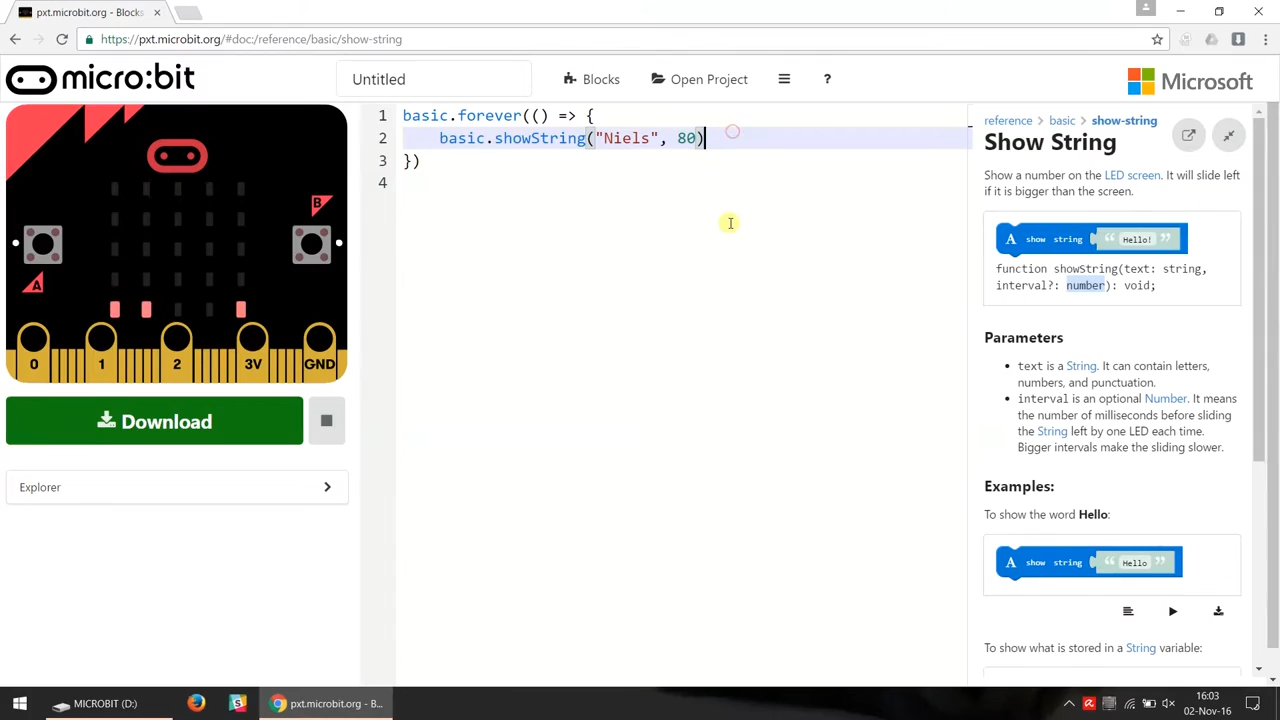 pxt.microbit.org - Blocks
https://pxt.microbit.org/#doc:/reference/basic/show-string
micro:bit
Untitled
Blocks
Open Project
?
Microsoft
1 basic.forever(() => {
2 basic.showString("Niels", 80)
3 })
4
B
A
0 1 2 3V GND
Download
Explorer
reference > basic > show-string
Show String
Show a number on the LED screen. It will slide left
if it is bigger than the screen.
A show string “ Hello! ”
function showString(text: string,
interval?: number): void;
Parameters
• text is a String. It can contain letters,
numbers, and punctuation.
• interval is an optional Number. It means
the number of milliseconds before sliding
the String left by one LED each time.
Bigger intervals make the sliding slower.
Examples:
To show the word Hello:
A show string “ Hello ”
To show what is stored in a String variable:
MICROBIT (D:)
pxt.microbit.org - B...
16:03
02-Nov-16